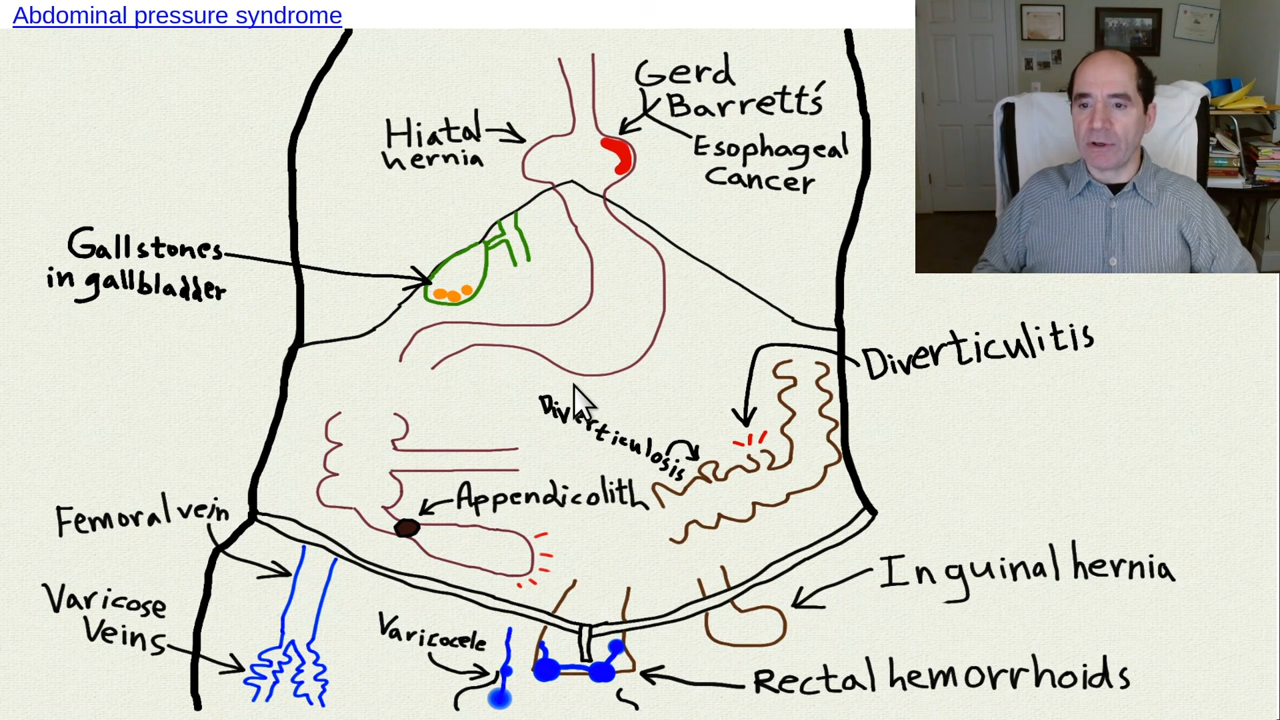 Abdominal pressure syndrome
Gerd
Barrett's
Esophageal
Cancer
Hiatal
hernia
Gallstones
in gallbladder
Diverticulitis
Diverticulosis
Appendicolith
Femoral vein
Inguinal hernia
Varicose
Veins
Varicocele
Rectal hemorrhoids